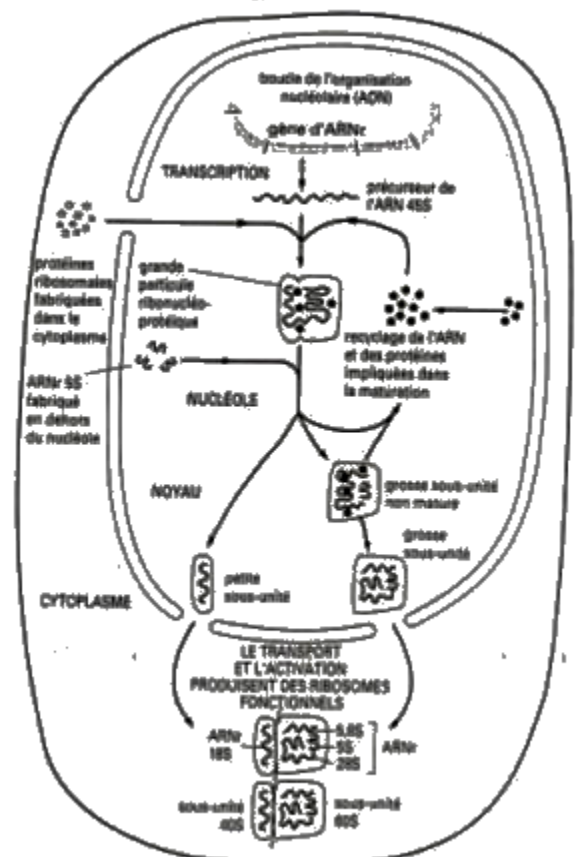 boucle de l'organisation
nucléolaire (ADN)
gène d'ARNr
TRANSCRIPTION
précurseur de
l'ARN 45S
protéines
ribosomales
fabriquées
dans le
cytoplasme
grande
particule
ribonucléo-
protéique
recyclage de l'ARN
et des protéines
impliquées dans
la maturation
ARNr 5S
fabriqué
en dehors
du nucléole
NUCLÉOLE
NOYAU
grosse sous-unité
non mature
grosse
sous-unité
petite
sous-unité
CYTOPLASME
LE TRANSPORT
ET L'ACTIVATION
PRODUISENT DES RIBOSOMES
FONCTIONNELS
ARNr
18S
5,8S
5S
28S
ARNr
sous-unité
40S
sous-unité
60S